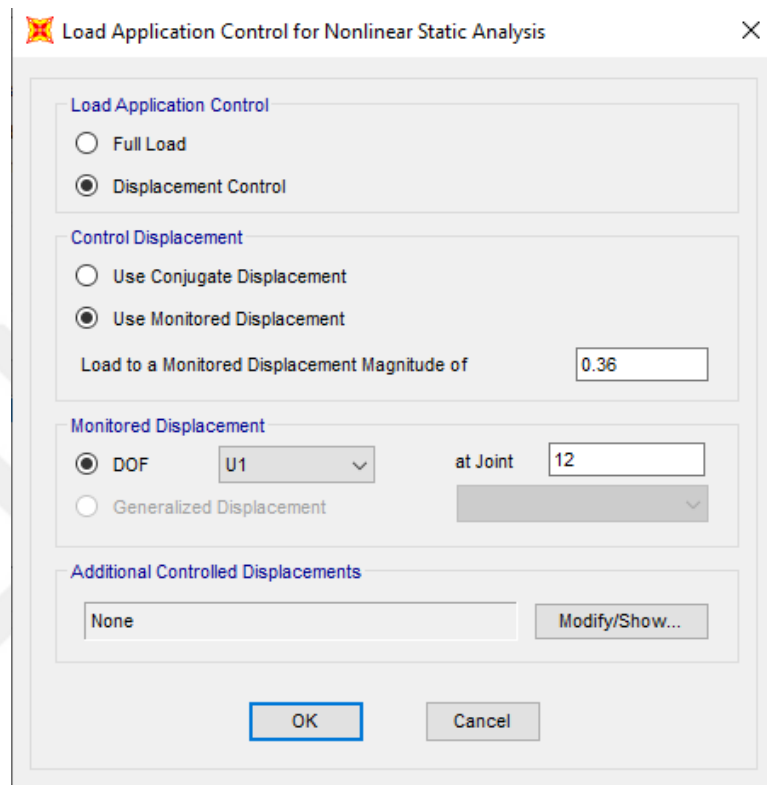 Load Application Control for Nonlinear Static Analysis
Load Application Control
Full Load
Displacement Control
Control Displacement
Use Conjugate Displacement
Use Monitored Displacement
Load to a Monitored Displacement Magnitude of 0.36
Monitored Displacement
DOF U1 at Joint 12
Generalized Displacement
Additional Controlled Displacements
None Modify/Show...
OK Cancel